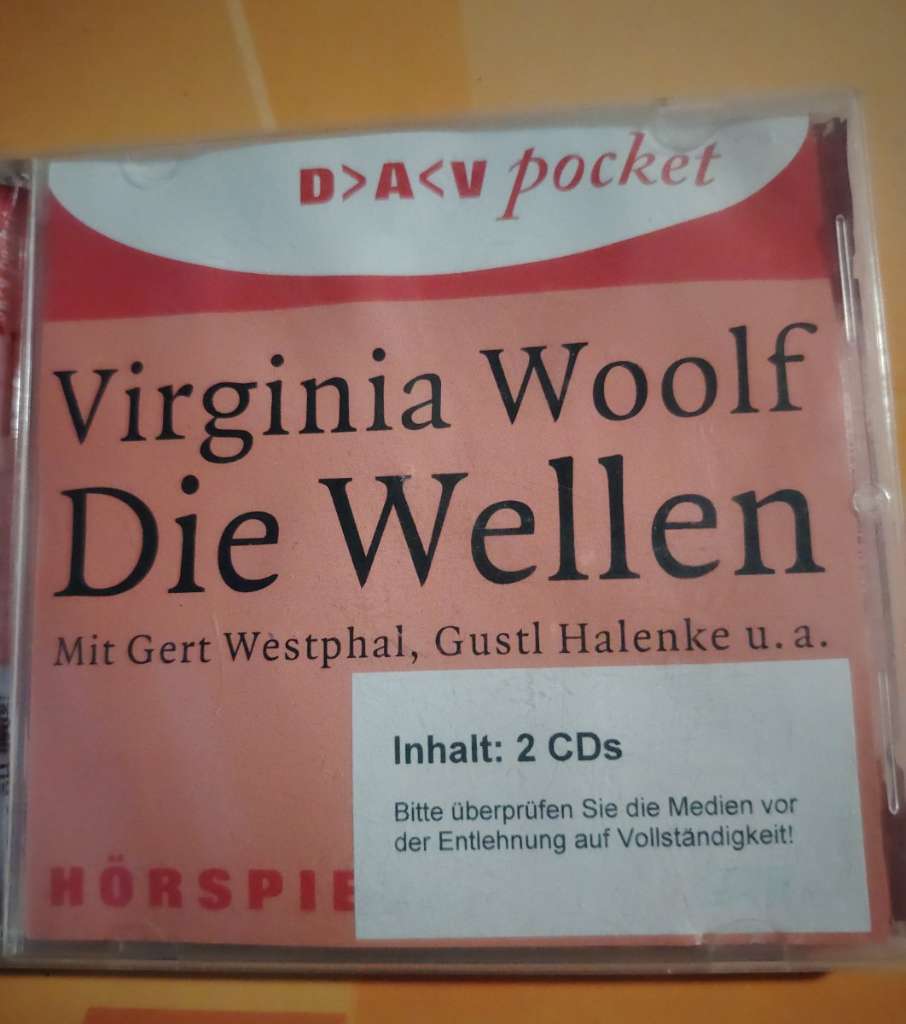 D>A<V pocket
Virginia Woolf
Die Wellen
Mit Gert Westphal, Gustl Halenke u. a.
Inhalt: 2 CDs
Bitte überprüfen Sie die Medien vor
der Entlehnung auf Vollständigkeit!
HÖRSPIE